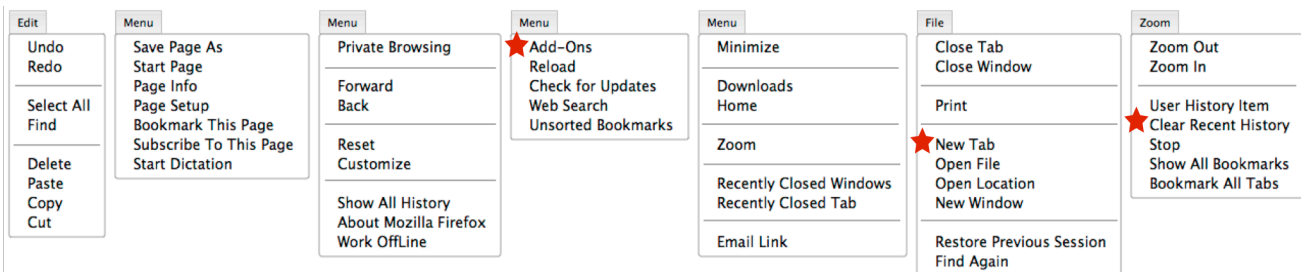 Edit
Undo
Redo
Select All
Find
Delete
Paste
Copy
Cut
Menu
Save Page As
Start Page
Page Info
Page Setup
Bookmark This Page
Subscribe To This Page
Start Dictation
Menu
Private Browsing
Forward
Back
Reset
Customize
Show All History
About Mozilla Firefox
Work OffLine
Menu
Add-Ons
Reload
Check for Updates
Web Search
Unsorted Bookmarks
Menu
Minimize
Downloads
Home
Zoom
Recently Closed Windows
Recently Closed Tab
Email Link
File
Close Tab
Close Window
Print
New Tab
Open File
Open Location
New Window
Restore Previous Session
Find Again
Zoom
Zoom Out
Zoom In
User History Item
Clear Recent History
Stop
Show All Bookmarks
Bookmark All Tabs